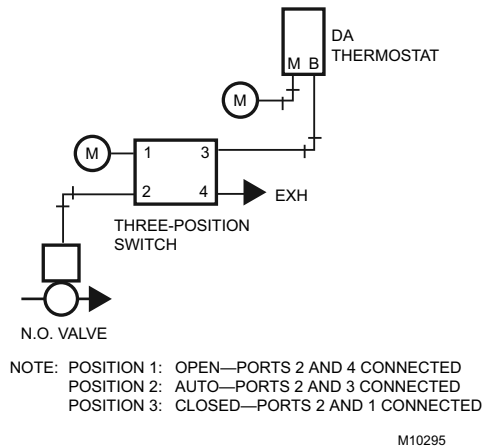 DA
THERMOSTAT
M B
M
M
1 3
2 4
EXH
THREE-POSITION
SWITCH
N.O. VALVE
NOTE: POSITION 1: OPEN—PORTS 2 AND 4 CONNECTED
POSITION 2: AUTO—PORTS 2 AND 3 CONNECTED
POSITION 3: CLOSED—PORTS 2 AND 1 CONNECTED
M10295